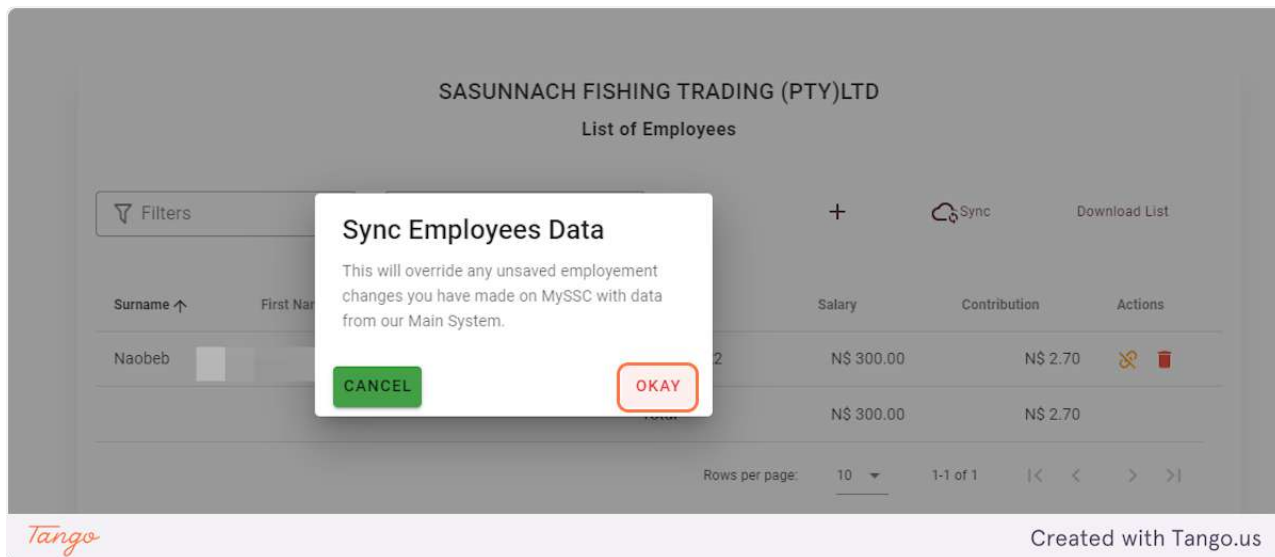 SASUNNACH FISHING TRADING (PTY)LTD
List of Employees
Filters
Sync
Download List
Sync Employees Data
This will override any unsaved employement
changes you have made on MySSC with data
from our Main System.
CANCEL
OKAY
Surname
Salary
Contribution
Actions
Naobeb
2
N$ 300.00
N$ 2.70
N$ 300.00
N$ 2.70
Rows per page:
10
1-1 of 1
Tango
Created with Tango.us